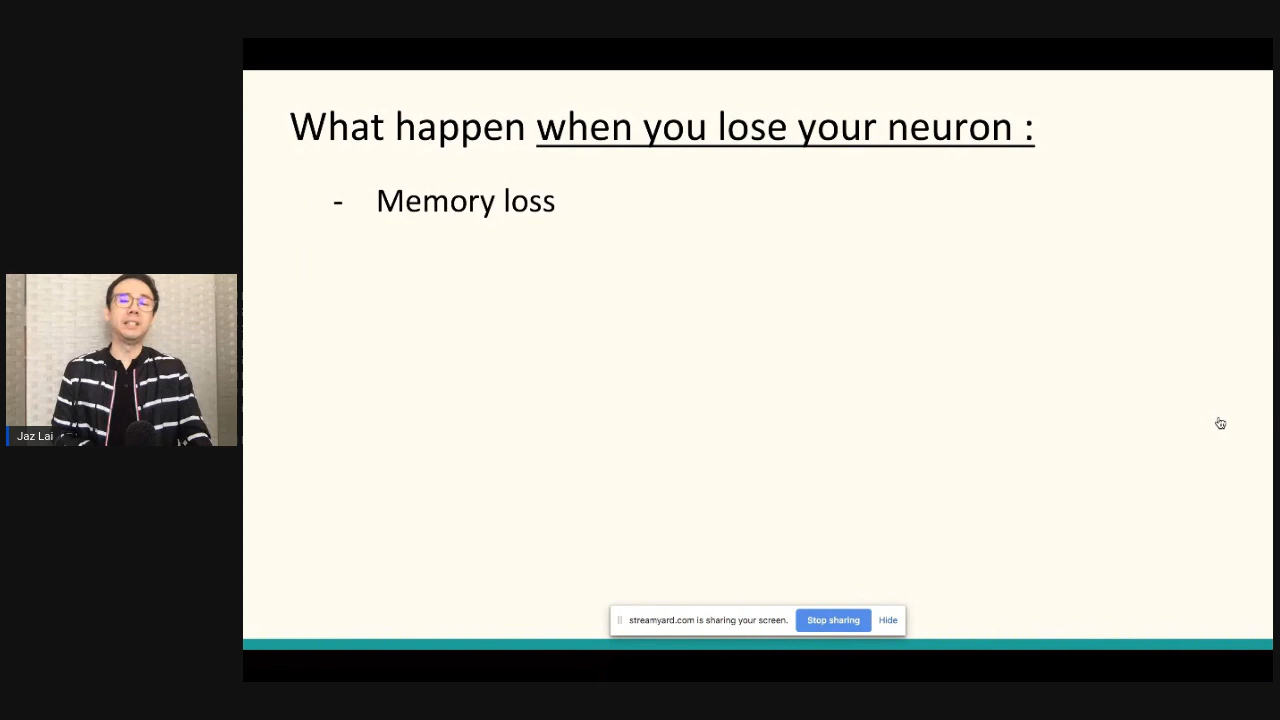 What happen when you lose your neuron :
- Memory loss
Jaz Lai
streamyard.com is sharing your screen. Stop sharing Hide